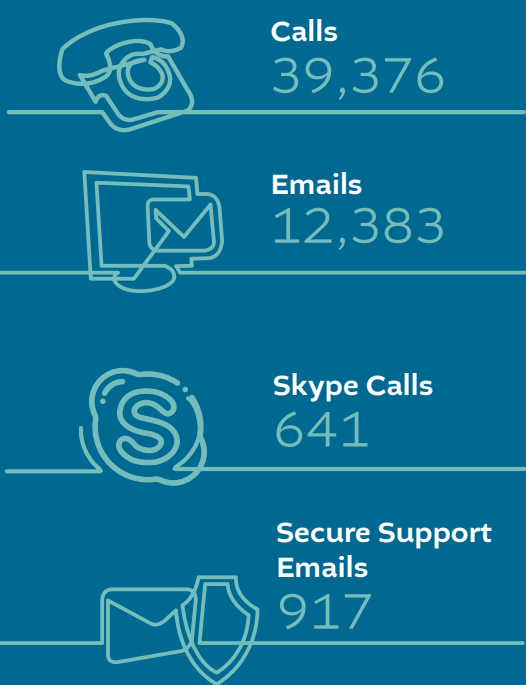 Calls
39,376
Emails
12,383
Skype Calls
641
Secure Support
Emails
917